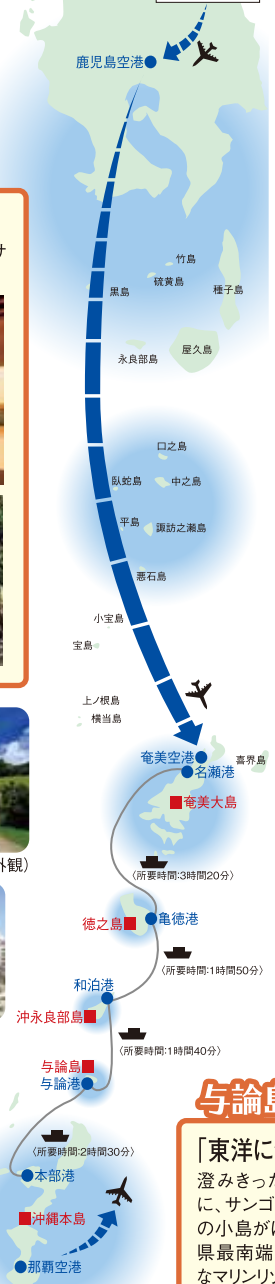 鹿児島空港
竹島
硫黄島
種子島
黒島
屋久島
永良部島
口之島
臥蛇島
中之島
平島
諏訪之瀬島
悪石島
小宝島
宝島
上ノ根島
横当島
奄美空港
喜界島
名瀬港
奄美大島
外観）
〈所要時間:3時間20分〉
徳之島
亀徳港
〈所要時間:1時間50分〉
和泊港
沖永良部島
〈所要時間:1時間40分〉
与論島
与論港
〈所要時間:2時間30分〉
本部港
沖縄本島
那覇空港
与論島
「東洋に
澄みきっ
に、サンゴ
の小島が
県最南端
なマリンリ